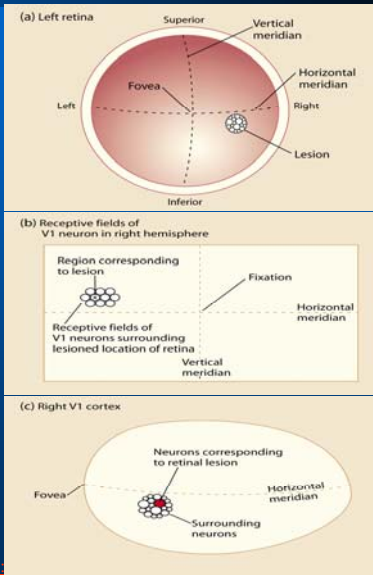 (a) Left retina
Superior
Vertical
meridian
Fovea
Horizontal
meridian
Left
Right
Lesion
Inferior
(b) Receptive fields of
V1 neuron in right hemisphere
Region corresponding
to lesion
Fixation
Horizontal
meridian
Receptive fields of
V1 neurons surrounding
lesioned location of retina
Vertical
meridian
(c) Right V1 cortex
Neurons corresponding
to retinal lesion
Fovea
Horizontal
meridian
Surrounding
neurons